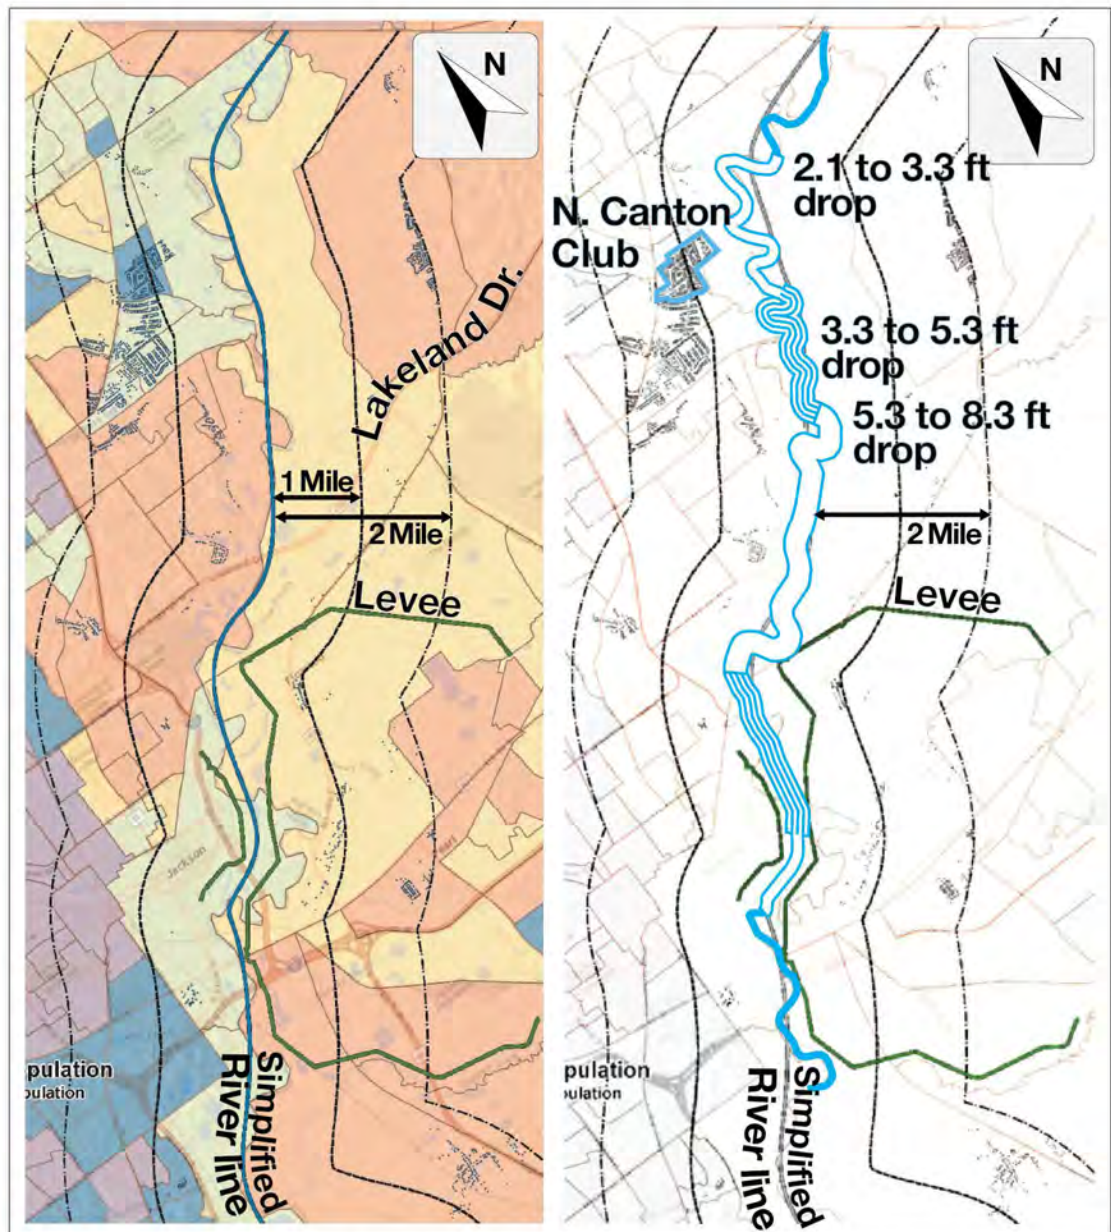 N
Lakeland Dr.
1 Mile
2 Mile
Levee
Jackson
pulation
pulation
Simplified
River line
N
2.1 to 3.3 ft
drop
N. Canton
Club
3.3 to 5.3 ft
drop
5.3 to 8.3 ft
drop
2 Mile
Levee
pulation
pulation
Simplified
River line